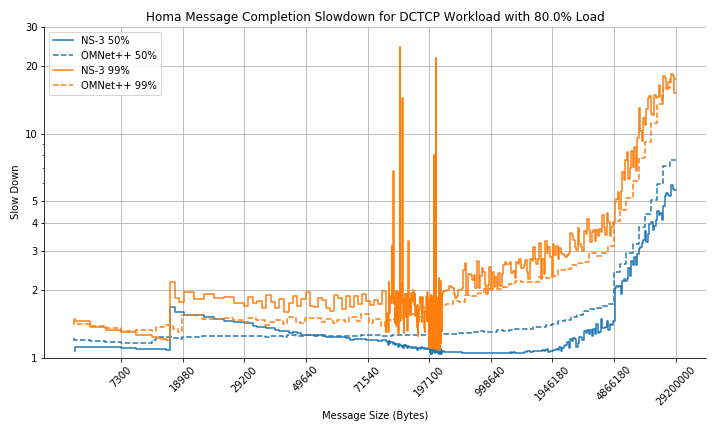 Homa Message Completion Slowdown for DCTCP Workload with 80.0% Load
NS-3 50%
OMNet++ 50%
NS-3 99%
OMNet++ 99%
Slow Down
30
20
10
5
4
3
2
1
7300
18980
29200
49640
71540
197100
998640
1946180
4866180
29200000
Message Size (Bytes)